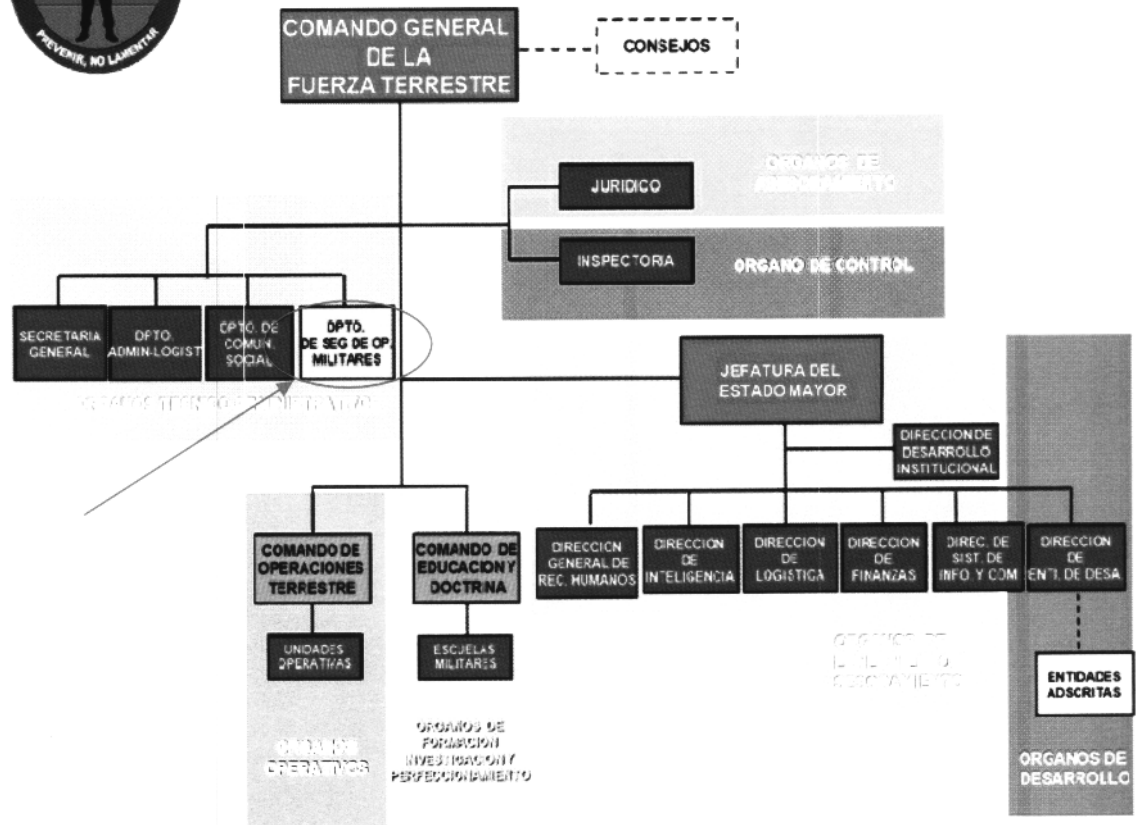 PREVENIR, NO LAMENTAR
COMANDO GENERAL
DE LA
FUERZA TERRESTRE
CONSEJOS
JURIDICO
ORGANOS DE
INSPECTORIA
ORGANO DE CONTROL
SECRETARIA
GENERAL
DPTO.
ADMIN-LOGIST
DPTO. DE
COMUN.
SOCIAL
DPTO.
DE SEG DE OP.
MILITARES
JEFATURA DEL
ESTADO MAYOR
DIRECCION DE
DESARROLLO
INSTITUCIONAL
COMANDO DE
OPERACIONES
TERRESTRE
COMANDO DE
EDUCACION Y
DOCTRINA
DIRECCION
GENERAL DE
REC. HUMANOS
DIRECCION
DE
INTELIGENCIA
DIRECCION
DE
LOGISTICA
DIRECCION
DE
FINANZAS
DIREC. DE
SIST. DE
INFO. Y COM
DIRECCION
DE
ENTI. DE DESA.
UNIDADES
OPERATIVAS
ESCUELAS
MILITARES
ENTIDADES
ADSCRITAS
ORGANOS
OPERATIVOS
ORGANOS DE
FORMACION
INVESTIGACION Y
PERFECCIONAMIENTO
ORGANOS DE
DESARROLLO